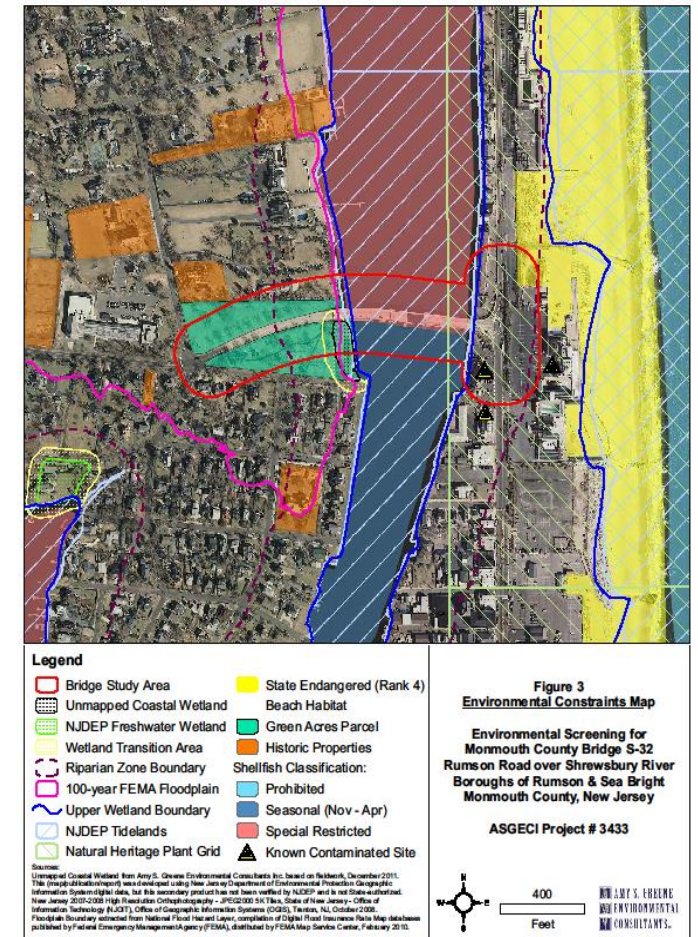 Legend
Bridge Study Area
Unmapped Coastal Wetland
NJDEP Freshwater Wetland
Wetland Transition Area
Riparian Zone Boundary
100-year FEMA Floodplain
Upper Wetland Boundary
NJDEP Tidelands
Natural Heritage Plant Grid
State Endangered (Rank 4)
Beach Habitat
Green Acres Parcel
Historic Properties
Shellfish Classification:
Prohibited
Seasonal (Nov - Apr)
Special Restricted
Known Contaminated Site
Sources:
Unmapped Coastal Wetland from Amy S. Greene Environmental Consultants Inc. based on fieldwork, December 2011.
This (map/publication/report) was developed using New Jersey Department of Environmental Protection Geographic
Information System digital data, but this secondary product has not been verified by NJDEP and is not State-authorized.
New Jersey 2007-2008 High Resolution Orthophotography - JPEG2000 5K Tiles, State of New Jersey - Office of
Information Technology (NJOIT), Office of Geographic Information Systems (OGIS), Trenton, NJ, October 2008.
Floodplain Boundary extracted from National Flood Hazard Layer, compilation of Digital Flood Insurance Rate Map databases
published by Federal Emergency Management Agency (FEMA), distributed by FEMA Map Service Center, February 2010.
Figure 3
Environmental Constraints Map
Environmental Screening for
Monmouth County Bridge S-32
Rumson Road over Shrewsbury River
Boroughs of Rumson & Sea Bright
Monmouth County, New Jersey
ASGECI Project # 3433
N
W
E
S
400
Feet
AMY S. GREENE
ENVIRONMENTAL
CONSULTANTS.